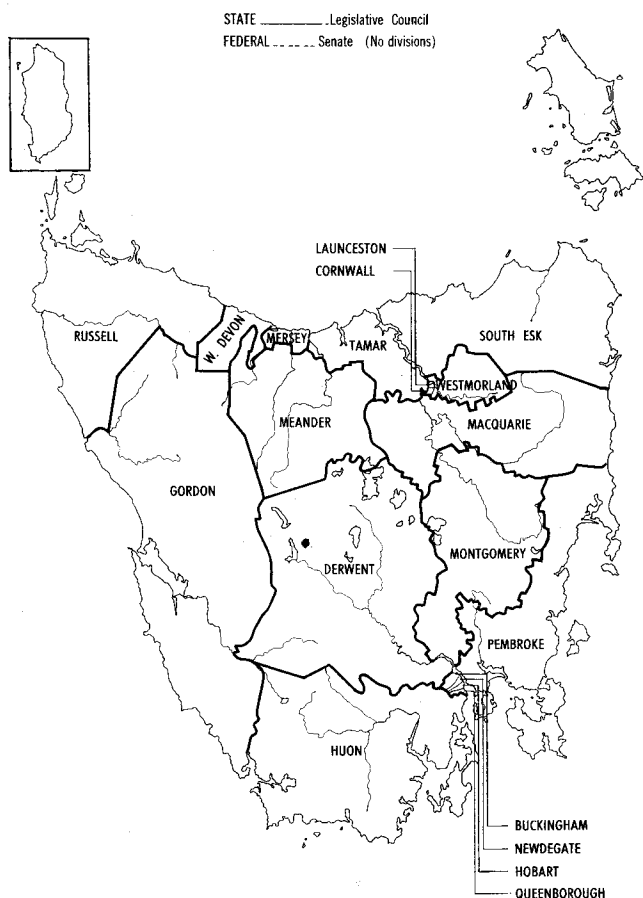 STATE ________ Legislative Council
FEDERAL _ _ _ _ Senate (No divisions)
LAUNCESTON
CORNWALL
RUSSELL
W. DEVON
MERSEY
TAMAR
SOUTH ESK
WESTMORLAND
MEANDER
MACQUARIE
GORDON
DERWENT
MONTGOMERY
PEMBROKE
HUON
BUCKINGHAM
NEWDEGATE
HOBART
QUEENBOROUGH